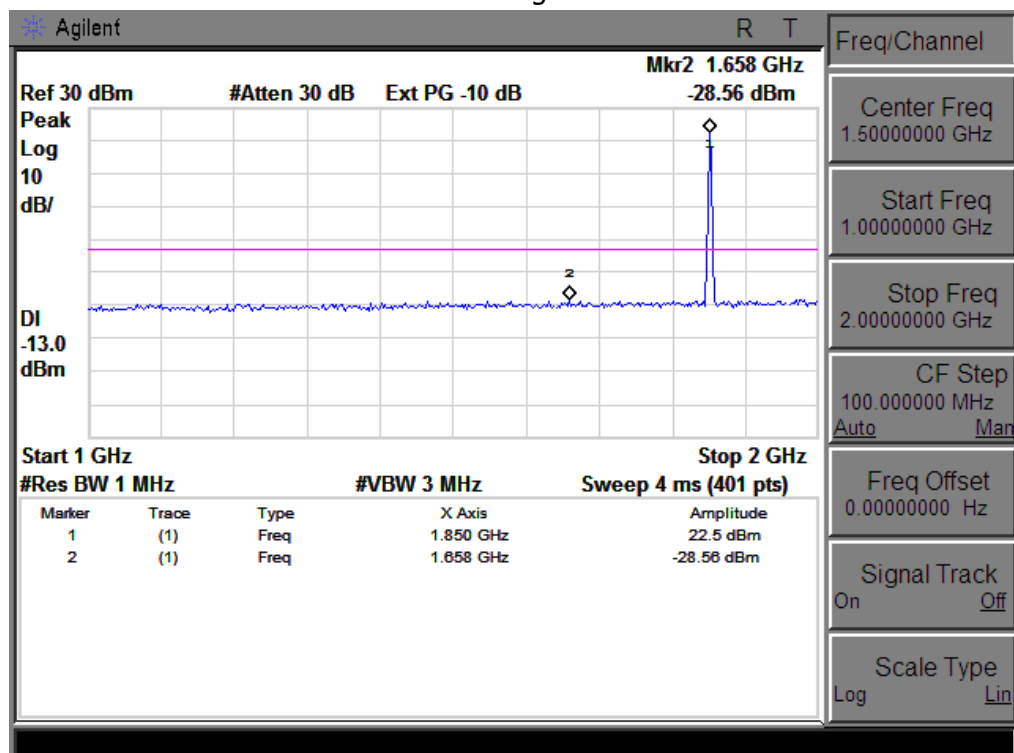 Agilent
R T
Mkr2 1.658 GHz
Ref 30 dBm #Atten 30 dB Ext PG -10 dB -28.56 dBm
Peak
Log
10
dB/
1
2
DI
-13.0
dBm
Start 1 GHz Stop 2 GHz
#Res BW 1 MHz #VBW 3 MHz Sweep 4 ms (401 pts)
Marker Trace Type X Axis Amplitude
1 (1) Freq 1.850 GHz 22.5 dBm
2 (1) Freq 1.658 GHz -28.56 dBm
Freq/Channel
Center Freq
1.50000000 GHz
Start Freq
1.00000000 GHz
Stop Freq
2.00000000 GHz
CF Step
100.000000 MHz
Auto Man
Freq Offset
0.00000000 Hz
Signal Track
On Off
Scale Type
Log Lin